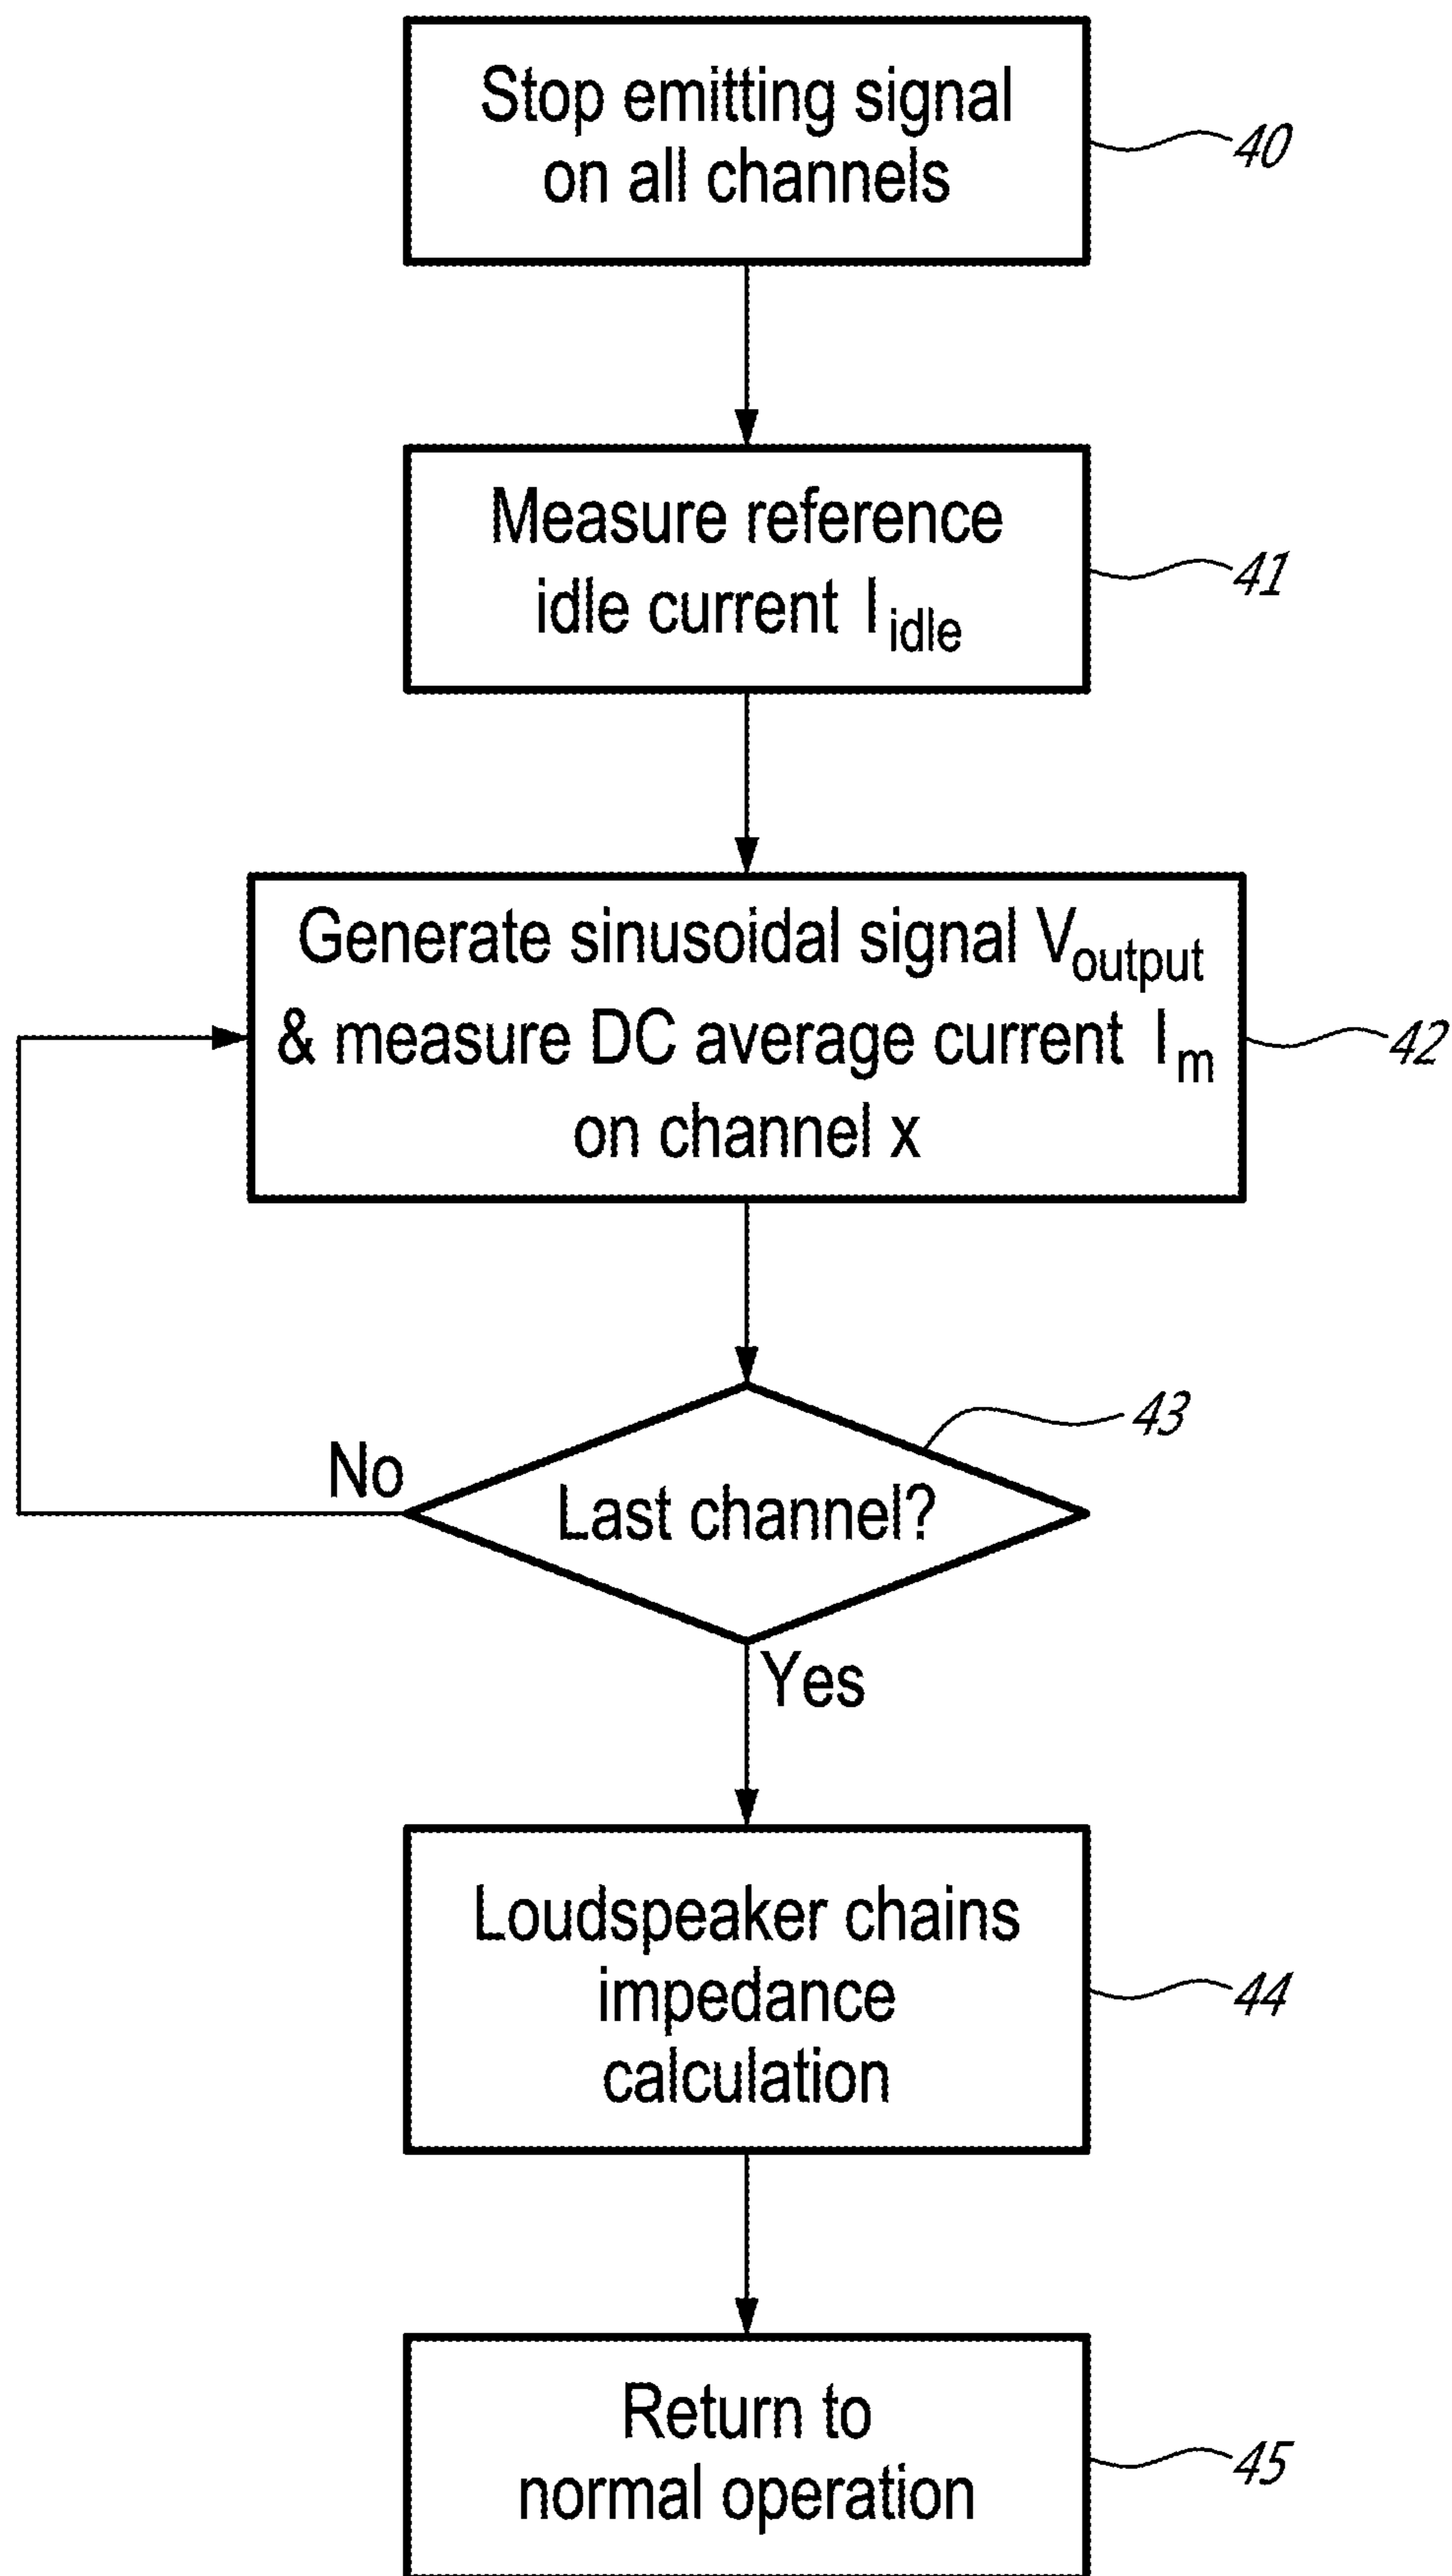 Stop emitting signal
on all channels
40
Measure reference
idle current I idle
41
Generate sinusoidal signal Voutput
& measure DC average current Im
on channel x
42
Last channel?
43
No
Yes
Loudspeaker chains
impedance
calculation
44
Return to
normal operation
45